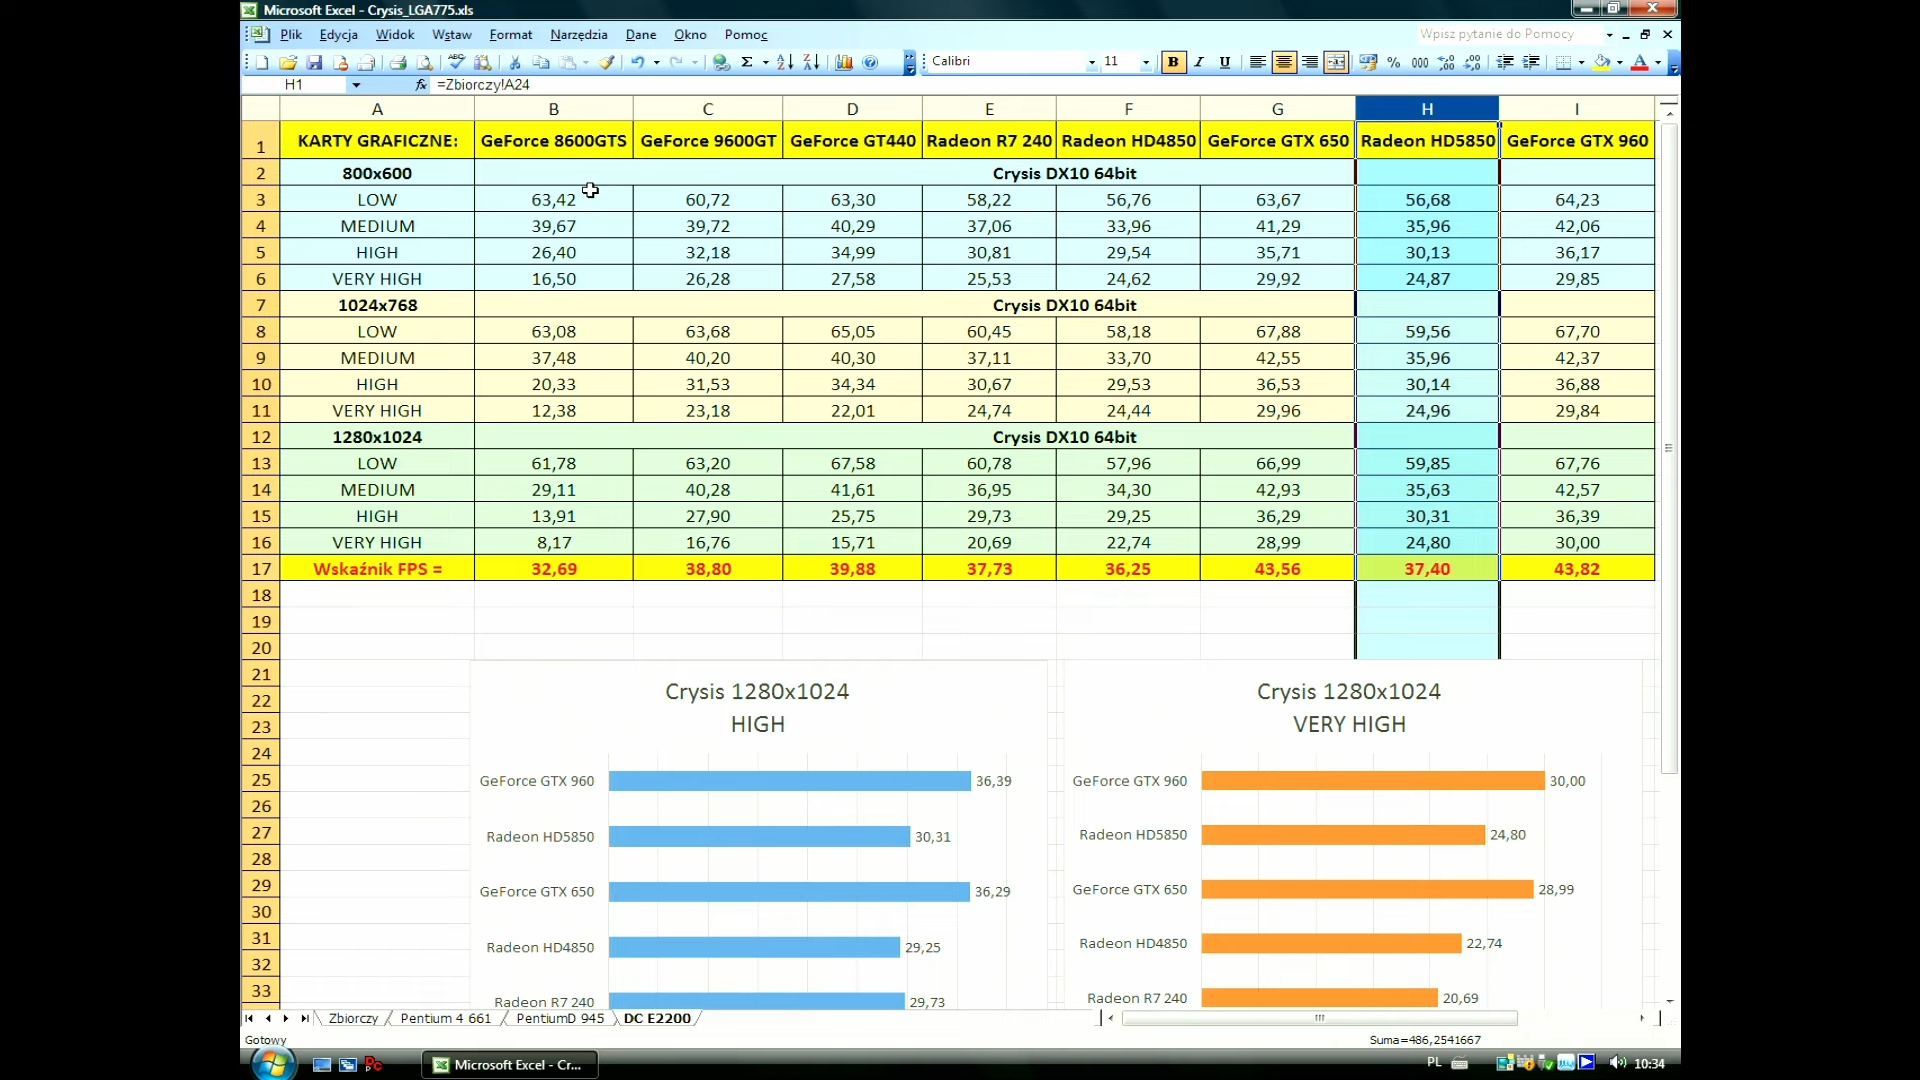 Microsoft Excel - Crysis_LGA775.xls
Plik Edycja Widok Wstaw Format Narzędzia Dane Okno Pomoc Wpisz pytanie do Pomocy
Calibri 11 B I U % 000
H1 fx =Zbiorczy!A24
A B C D E F G H I
1 KARTY GRAFICZNE: GeForce 8600GTS GeForce 9600GT GeForce GT440 Radeon R7 240 Radeon HD4850 GeForce GTX 650 Radeon HD5850 GeForce GTX 960
2 800x600 Crysis DX10 64bit
3 LOW 63,42 60,72 63,30 58,22 56,76 63,67 56,68 64,23
4 MEDIUM 39,67 39,72 40,29 37,06 33,96 41,29 35,96 42,06
5 HIGH 26,40 32,18 34,99 30,81 29,54 35,71 30,13 36,17
6 VERY HIGH 16,50 26,28 27,58 25,53 24,62 29,92 24,87 29,85
7 1024x768 Crysis DX10 64bit
8 LOW 63,08 63,68 65,05 60,45 58,18 67,88 59,56 67,70
9 MEDIUM 37,48 40,20 40,30 37,11 33,70 42,55 35,96 42,37
10 HIGH 20,33 31,53 34,34 30,67 29,53 36,53 30,14 36,88
11 VERY HIGH 12,38 23,18 22,01 24,74 24,44 29,96 24,96 29,84
12 1280x1024 Crysis DX10 64bit
13 LOW 61,78 63,20 67,58 60,78 57,96 66,99 59,85 67,76
14 MEDIUM 29,11 40,28 41,61 36,95 34,30 42,93 35,63 42,57
15 HIGH 13,91 27,90 25,75 29,73 29,25 36,29 30,31 36,39
16 VERY HIGH 8,17 16,76 15,71 20,69 22,74 28,99 24,80 30,00
17 Wskaźnik FPS = 32,69 38,80 39,88 37,73 36,25 43,56 37,40 43,82
18
19
20
21
22
23
24
25
26
27
28
29
30
31
32
33
Crysis 1280x1024
HIGH
GeForce GTX 960 36,39
Radeon HD5850 30,31
GeForce GTX 650 36,29
Radeon HD4850 29,25
Radeon R7 240 29,73
Crysis 1280x1024
VERY HIGH
GeForce GTX 960 30,00
Radeon HD5850 24,80
GeForce GTX 650 28,99
Radeon HD4850 22,74
Radeon R7 240 20,69
Zbiorczy Pentium 4 661 PentiumD 945 DC E2200
Gotowy Suma=486,2541667
Microsoft Excel - Cr... PL 10:34